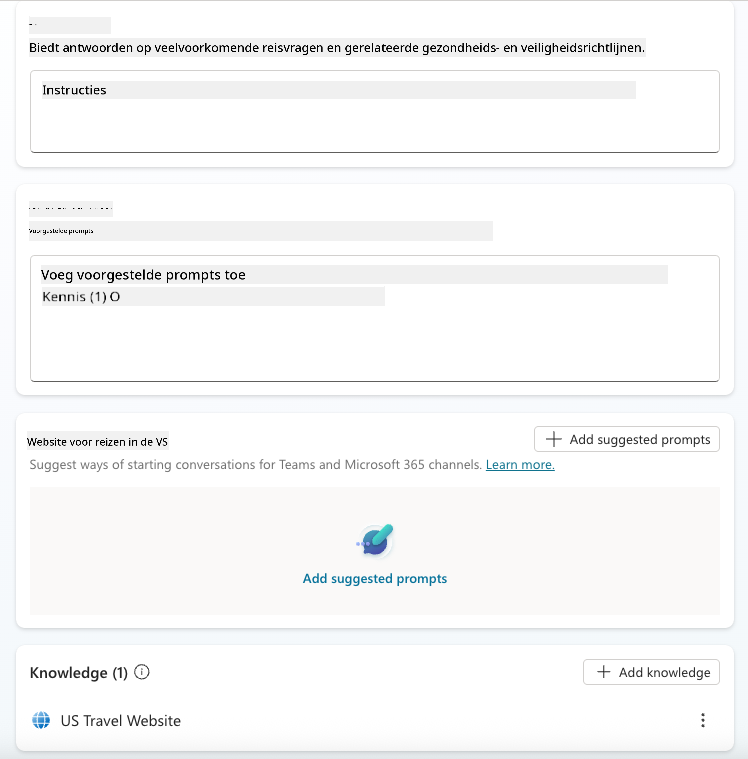 Biedt antwoorden op veelvoorkomende reisvragen en gerelateerde gezondheids- en veiligheidsrichtlijnen.
Instructies
Voorgestelde prompts
Voeg voorgestelde prompts toe
Kennis (1) O
Website voor reizen in de VS
Add suggested prompts
Suggest ways of starting conversations for Teams and Microsoft 365 channels. Learn more.
Add suggested prompts
Knowledge (1)
Add knowledge
US Travel Website